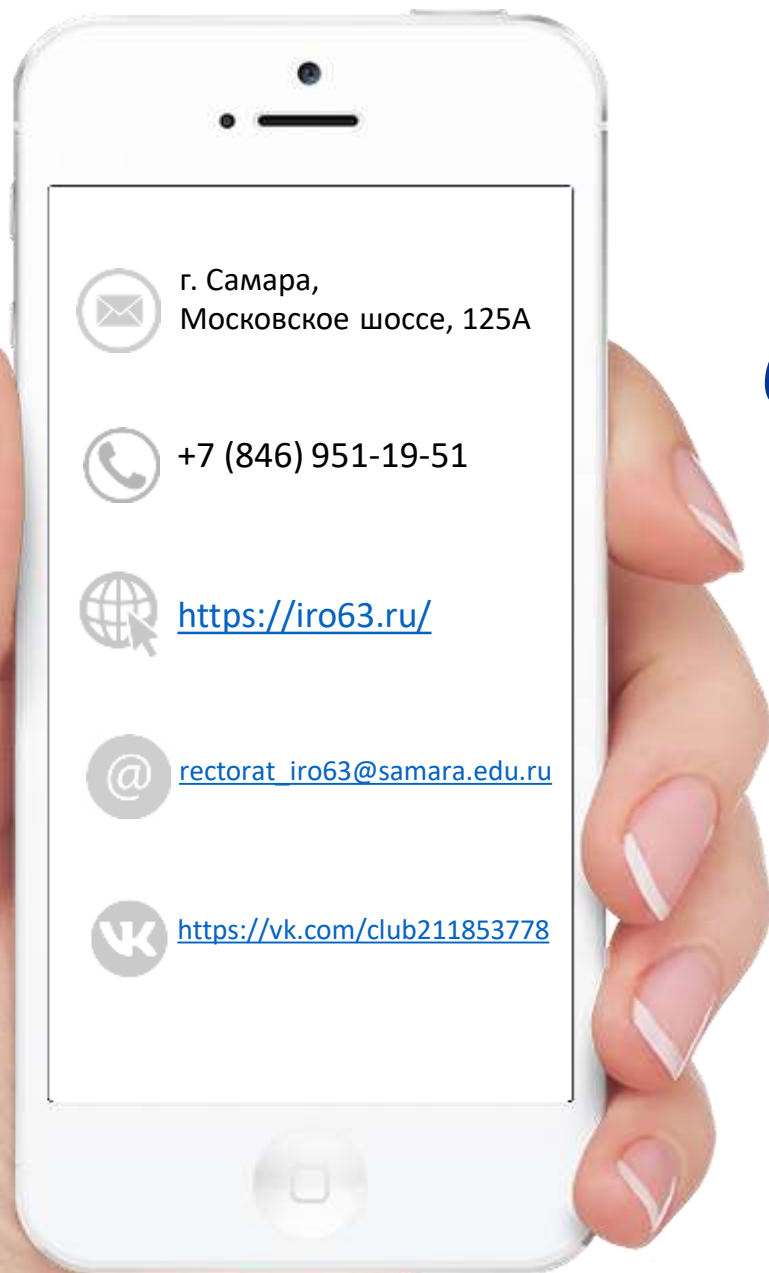 г. Самара,
Московское шоссе, 125А
+7 (846) 951-19-51
https://iro63.ru/
@
rectorat_iro63@samara.edu.ru
https://vk.com/club211853778